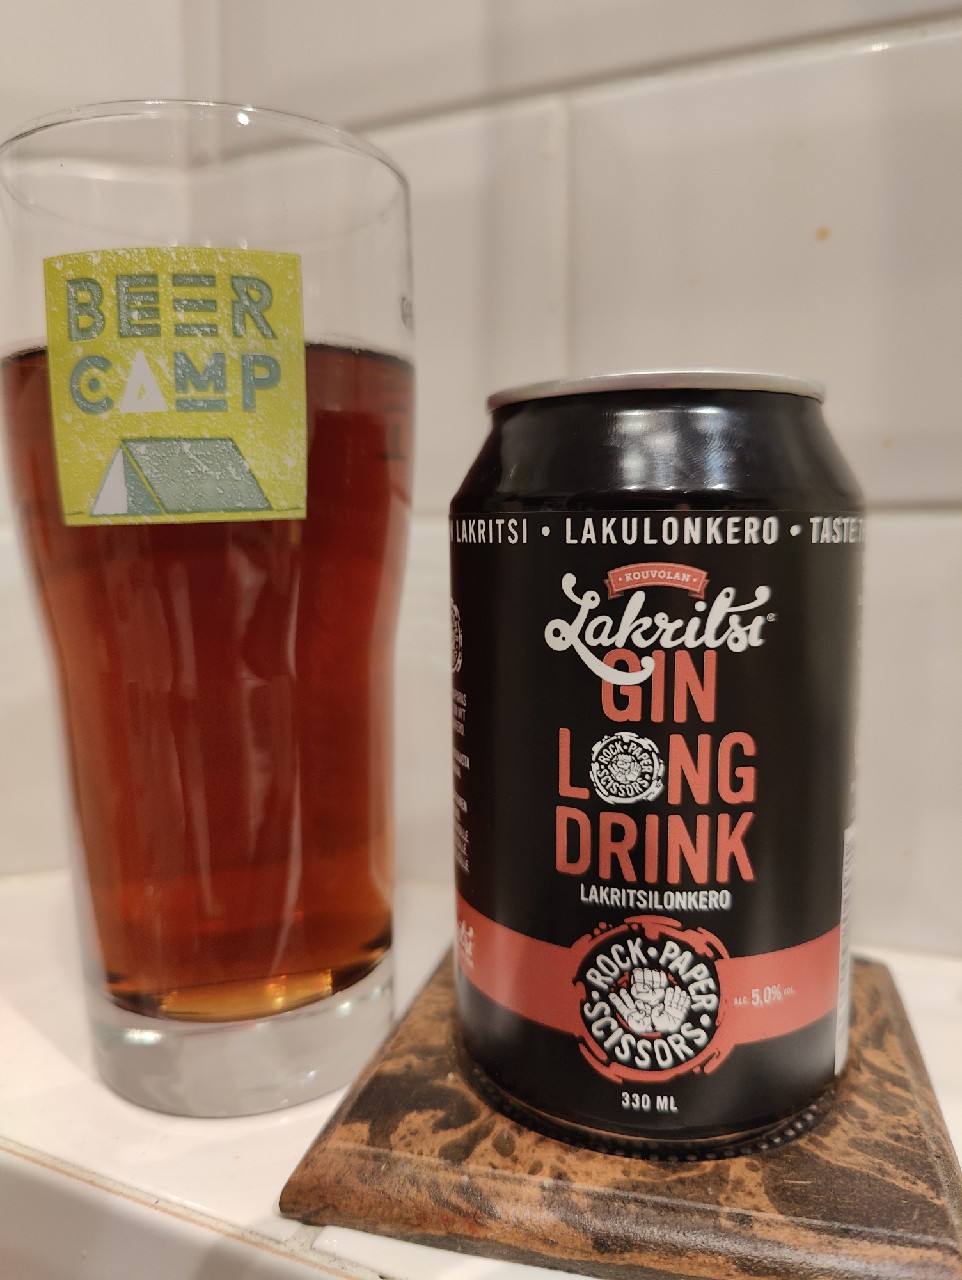 BEER
CAMP
LAKRITSI • LAKULONKERO • TASTE
KOUVOLAN
Lakritsi®
GIN
LONG
DRINK
ROCK • PAPER • SCISSORS
LAKRITSILONKERO
ROCK • PAPER • SCISSORS
ALC. 5,0% VOL.
330 ML